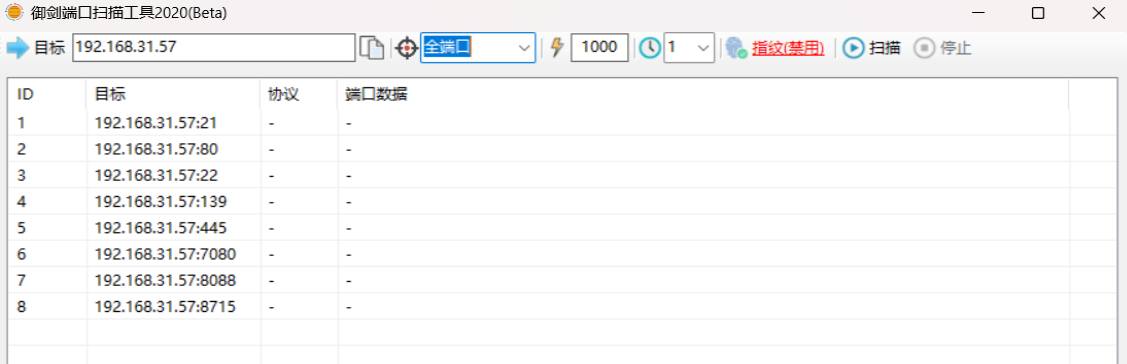 御剑端口扫描工具2020(Beta)
目标 192.168.31.57 全端口 1000 1 指纹(禁用) 扫描 停止
ID 目标 协议 端口数据
1 192.168.31.57:21 - -
2 192.168.31.57:80 - -
3 192.168.31.57:22 - -
4 192.168.31.57:139 - -
5 192.168.31.57:445 - -
6 192.168.31.57:7080 - -
7 192.168.31.57:8088 - -
8 192.168.31.57:8715 - -